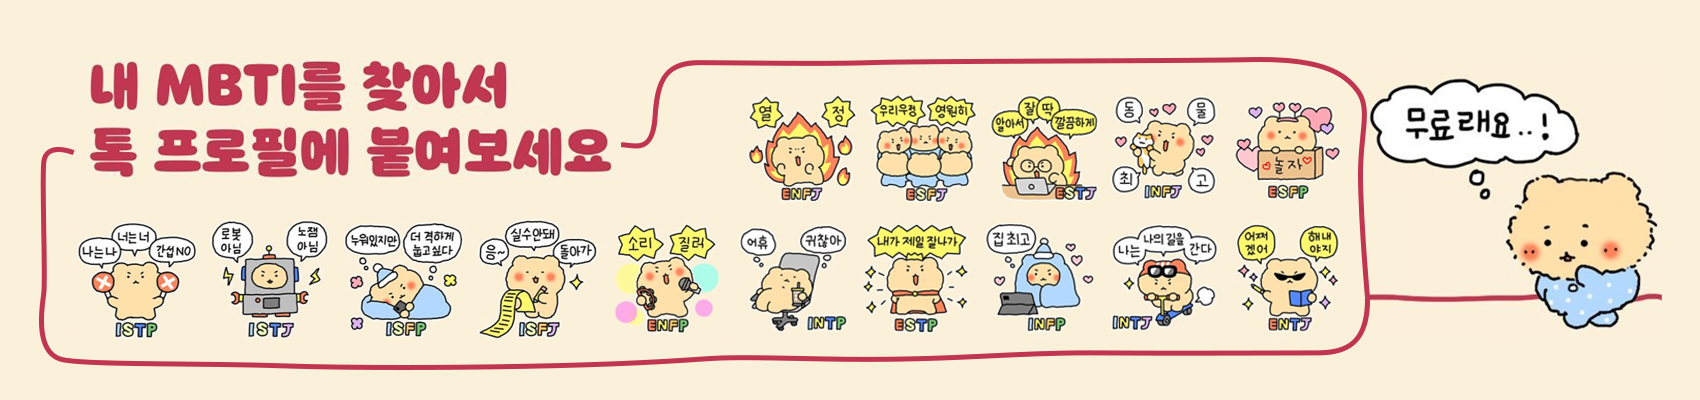 내 MBTI를 찾아서
톡 프로필에 붙여보세요
무료래요..!
열 정
ENFJ
우리우정 영원히
ESFJ
알아서 잘 딱 깔끔하게
ESTJ
동 물
최 고
INFJ
놀자
ESFP
나는 나 너는 너 간섭 NO
ISTP
로봇
아님
노잼
아님
ISTJ
누워있지만
더 격하게
눕고싶다
ISFP
음~ 실수안돼 돌아가
ISFJ
소리 질러
ENFP
어휴 귀찮아
INTP
내가 제일 잘나가
ESTP
집 최고
INFP
나는 나의 길을 간다
INTJ
어쩌
겠어
해내
야지
ENTJ